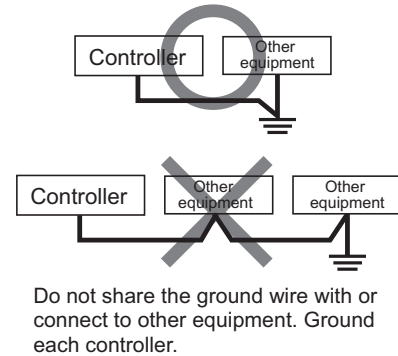 Controller
Other
equipment
Controller
Other
equipment
Other
equipment
Do not share the ground wire with or
connect to other equipment. Ground
each controller.